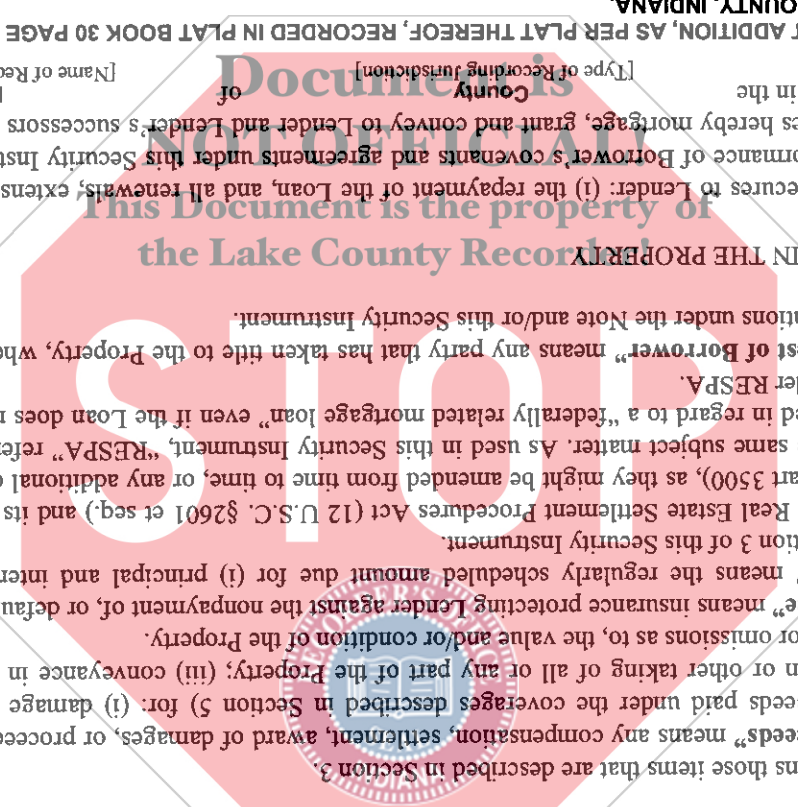 ns those items that are described in Section 3.
eeds” means any compensation, settlement, award of damages, or proceed
eeds paid under the coverages described in Section 5) for: (i) damage
n or other taking of all or any part of the Property; (iii) conveyance in
or omissions as to, the value and/or condition of the Property.
e” means insurance protecting Lender against the nonpayment of, or defau
” means the regularly scheduled amount due for (i) principal and inter
tion 3 of this Security Instrument.
Real Estate Settlement Procedures Act (12 U.S.C. §2601 et seq.) and its
art 3500), as they might be amended from time to time, or any additional
same subject matter. As used in this Security Instrument, “RESPA” refe
ed in regard to a “federally related mortgage loan” even if the Loan does
er RESPA.
st of Borrower” means any party that has taken title to the Property, whe
tions under the Note and/or this Security Instrument.
IN THE PROPERTY
cures to Lender: (i) the repayment of the Loan, and all renewals, extens
ormance of Borrower’s covenants and agreements under this Security Inst
es hereby mortgage, grant and convey to Lender and Lender’s successors
in the County of
[Type of Recording Jurisdiction] [Name of Rec
T ADDITION, AS PER PLAT THEREOF, RECORDED IN PLAT BOOK 30 PAGE
OUNTY, INDIANA.
Document is
NOT OFFICIAL!
This Document is the property of
the Lake County Recorder!
STOP
RECORDER'S OFFICE
INDIANA